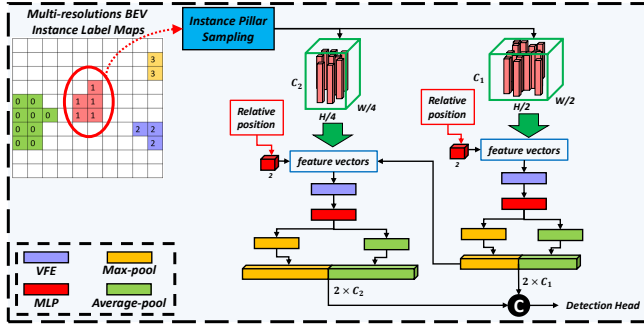 Multi-resolutions BEV
Instance Label Maps
Instance Pillar
Sampling
3
3
1
0 0
1 1
0 0 0
1 1
0 0
2 2
0 0
2
C₂
H/4
W/4
C₁
H/2
W/2
Relative
position
2
feature vectors
Relative
position
2
feature vectors
2 × C₂
2 × C₁
C
Detection Head
VFE
Max-pool
MLP
Average-pool